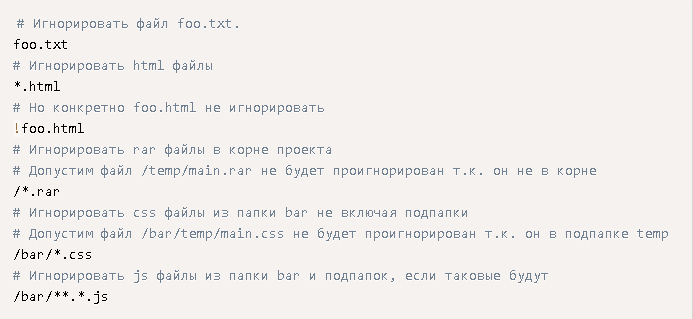 # Игнорировать файл foo.txt.
foo.txt
# Игнорировать html файлы
*.html
# Но конкретно foo.html не игнорировать
!foo.html
# Игнорировать rar файлы в корне проекта
# Допустим файл /temp/main.rar не будет проигнорирован т.к. он не в корне
/*.rar
# Игнорировать css файлы из папки bar не включая подпапки
# Допустим файл /bar/temp/main.css не будет проигнорирован т.к. он в подпапке temp
/bar/*.css
# Игнорировать js файлы из папки bar и подпапок, если таковые будут
/bar/**.*.js